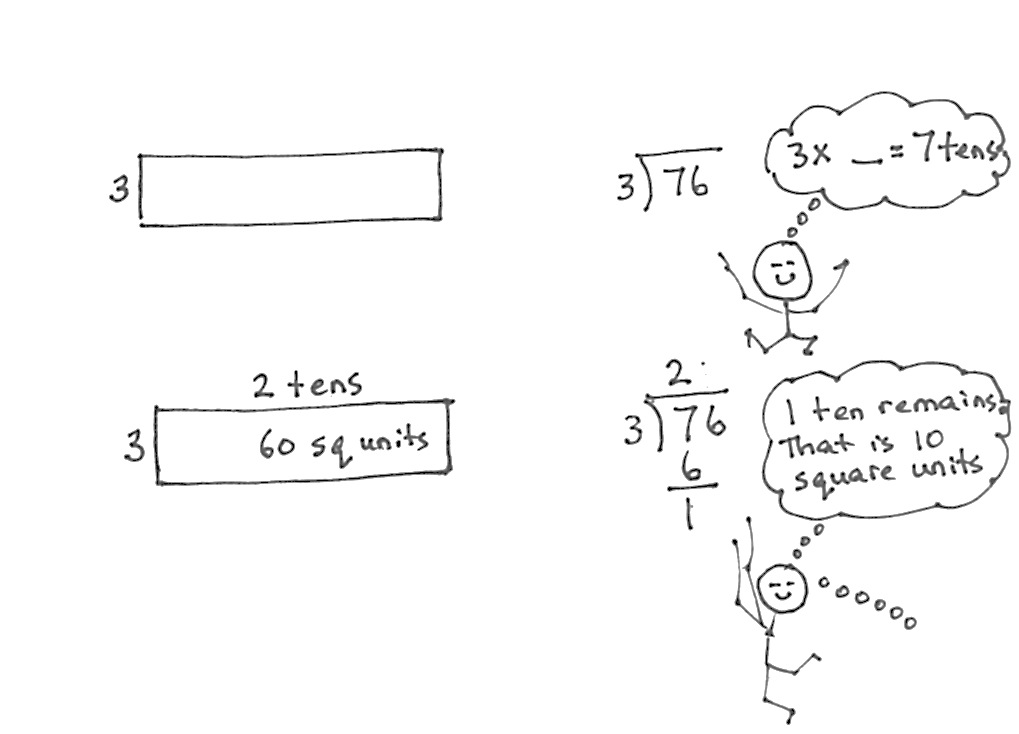 3
3)76
3x _ = 7 tens
2 tens
3
60 sq units
2
3)76
6
1
1 ten remains.
That is 10
square units